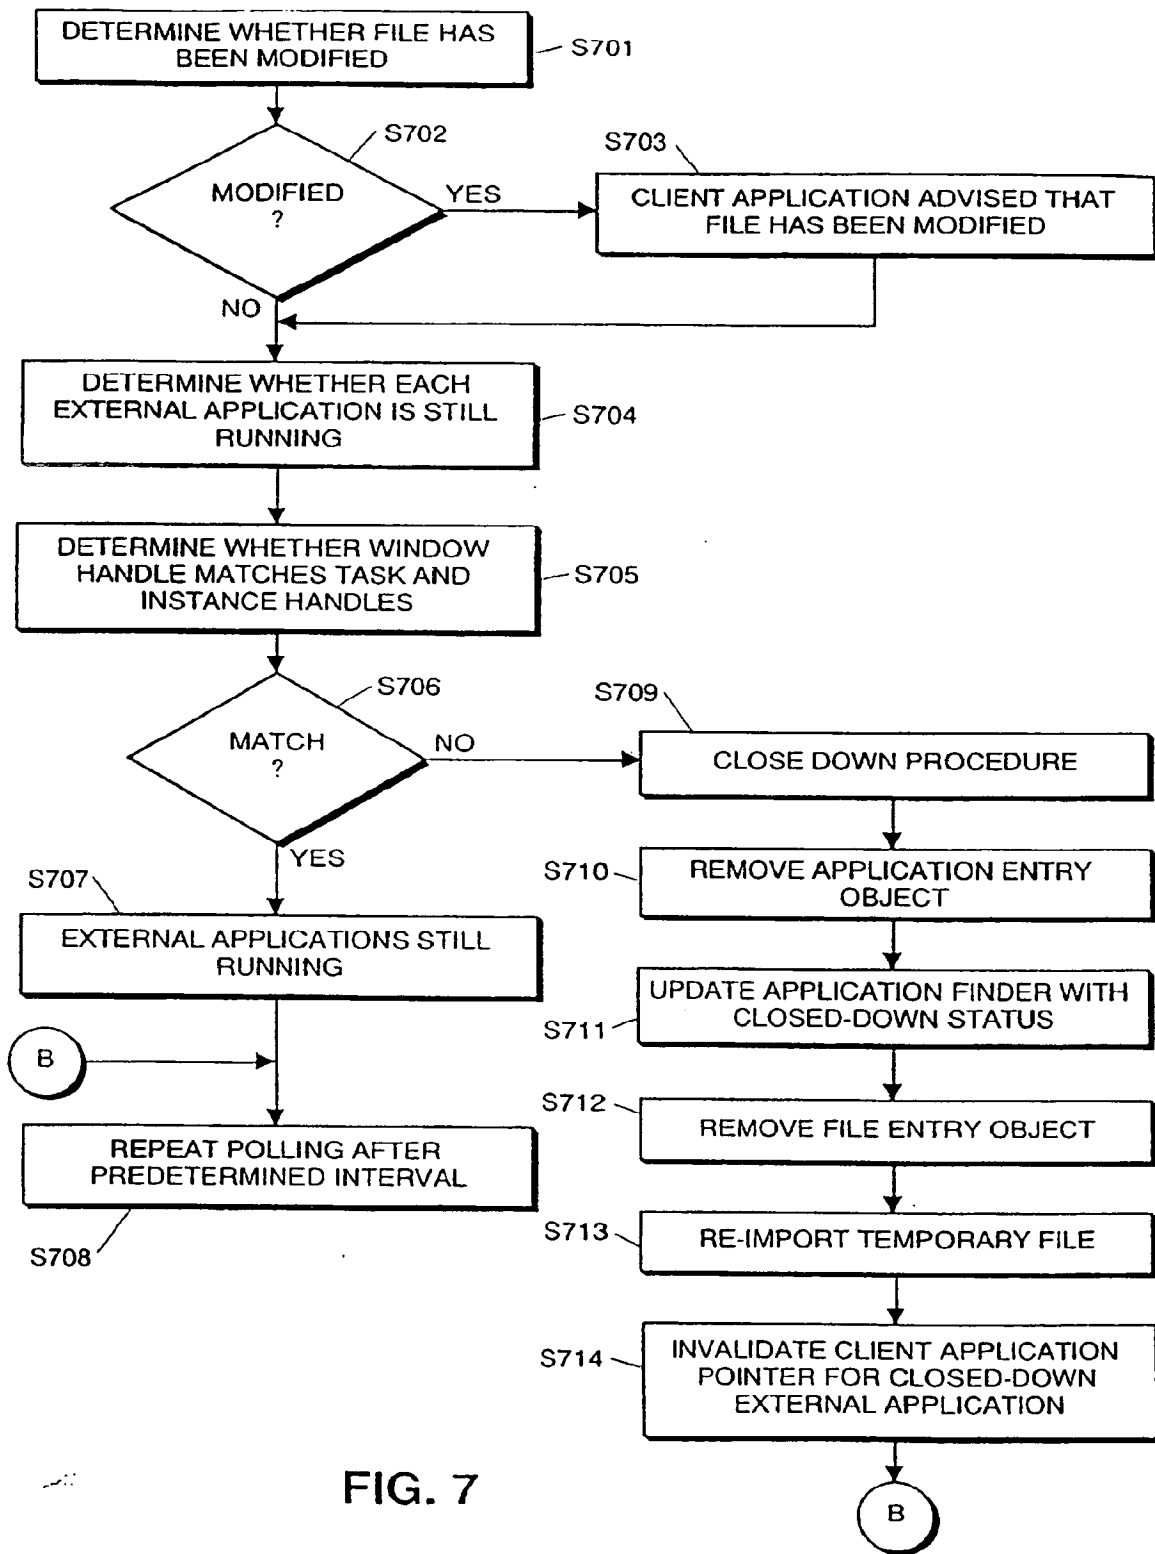 DETERMINE WHETHER FILE HAS
BEEN MODIFIED
S701
S702
MODIFIED
?
YES
S703
CLIENT APPLICATION ADVISED THAT
FILE HAS BEEN MODIFIED
NO
DETERMINE WHETHER EACH
EXTERNAL APPLICATION IS STILL
RUNNING
S704
DETERMINE WHETHER WINDOW
HANDLE MATCHES TASK AND
INSTANCE HANDLES
S705
S706
MATCH
?
NO
YES
S707
EXTERNAL APPLICATIONS STILL
RUNNING
B
REPEAT POLLING AFTER
PREDETERMINED INTERVAL
S708
S709
CLOSE DOWN PROCEDURE
S710
REMOVE APPLICATION ENTRY
OBJECT
S711
UPDATE APPLICATION FINDER WITH
CLOSED-DOWN STATUS
S712
REMOVE FILE ENTRY OBJECT
S713
RE-IMPORT TEMPORARY FILE
S714
INVALIDATE CLIENT APPLICATION
POINTER FOR CLOSED-DOWN
EXTERNAL APPLICATION
B
FIG. 7